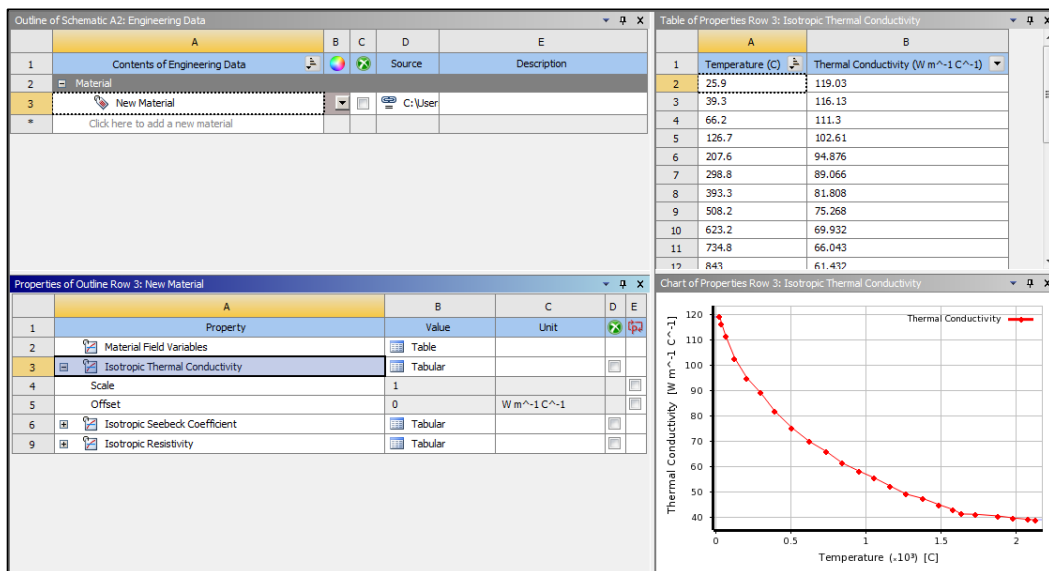 Outline of Schematic A2: Engineering Data
A B C D E
1 Contents of Engineering Data Source Description
2 Material
3 New Material C:\User
* Click here to add a new material
Table of Properties Row 3: Isotropic Thermal Conductivity
A B
1 Temperature (C) Thermal Conductivity (W m^-1 C^-1)
2 25.9 119.03
3 39.3 116.13
4 66.2 111.3
5 126.7 102.61
6 207.6 94.876
7 298.8 89.066
8 393.3 81.808
9 508.2 75.268
10 623.2 69.932
11 734.8 66.043
12 843 61.432
Properties of Outline Row 3: New Material
A B C D E
1 Property Value Unit
2 Material Field Variables Table
3 Isotropic Thermal Conductivity Tabular
4 Scale 1
5 Offset 0 W m^-1 C^-1
6 Isotropic Seebeck Coefficient Tabular
9 Isotropic Resistivity Tabular
Chart of Properties Row 3: Isotropic Thermal Conductivity
Thermal Conductivity
Thermal Conductivity [W m^-1 C^-1]
120
110
100
90
80
70
60
50
40
0 0.5 1 1.5 2
Temperature (.10³) [C]